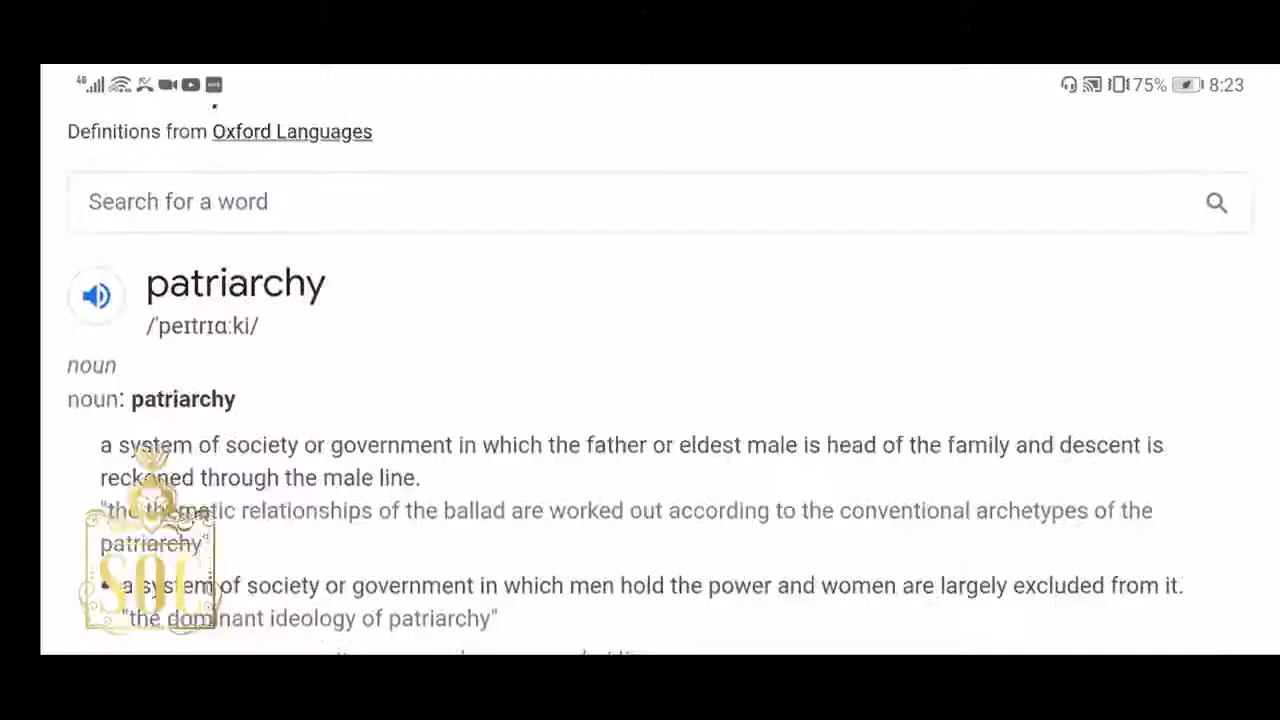 4G 75% 8:23
Definitions from Oxford Languages
Search for a word
patriarchy
/ˈpeɪtrɪɑːki/
noun
noun: patriarchy
a system of society or government in which the father or eldest male is head of the family and descent is
reckoned through the male line.
"the thematic relationships of the ballad are worked out according to the conventional archetypes of the
patriarchy"
• a system of society or government in which men hold the power and women are largely excluded from it.
"the dominant ideology of patriarchy"
SOL